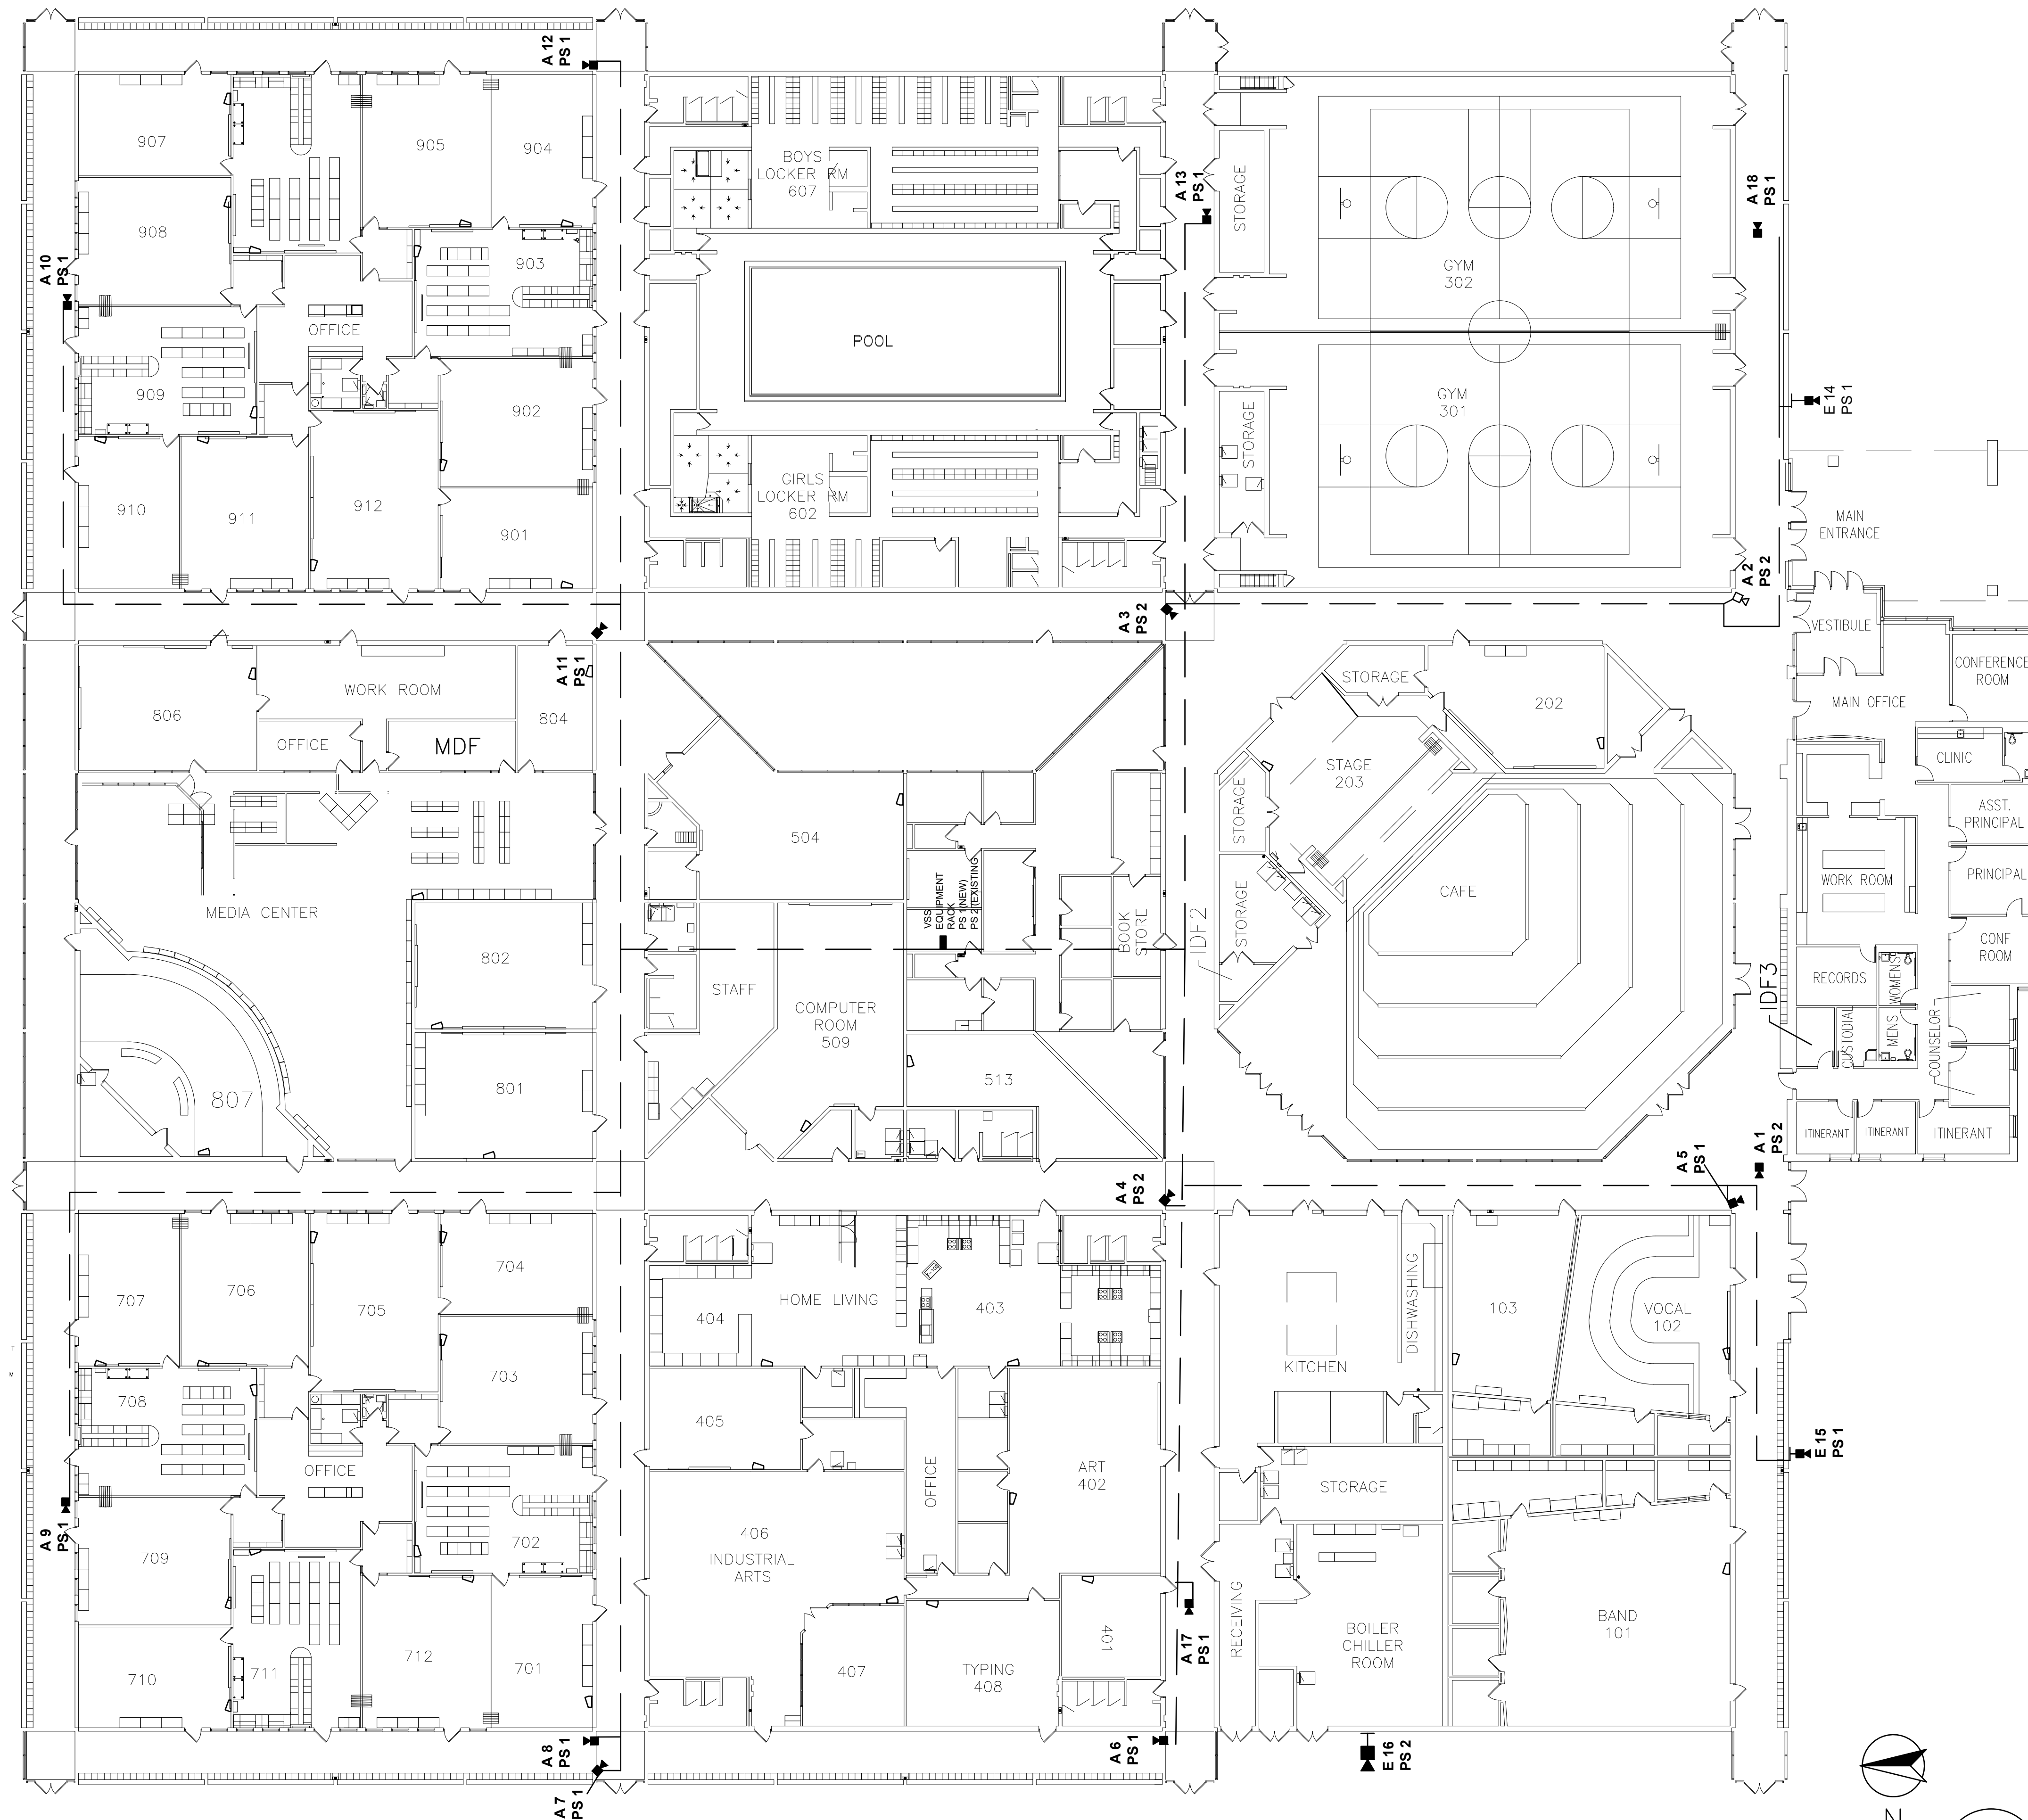 A 12
PS 1
907
905
904
908
A 10
PS 1
903
OFFICE
909
902
910
911
912
901
BOYS
LOCKER RM
607
POOL
GIRLS
LOCKER RM
602
A 13
PS 1
STORAGE
STORAGE
GYM
302
GYM
301
A 18
PS 1
E 14
PS 1
MAIN
ENTRANCE
A 2
PS 2
A 3
PS 2
A 11
PS 1
806
WORK ROOM
OFFICE
MDF
804
MEDIA CENTER
802
801
807
504
VSS
EQUIPMENT
RACK
PS 1 (NEW)
PS 2 (EXISTING
BOOK
STORE
STAFF
COMPUTER
ROOM
509
513
IDF2
STORAGE
202
STAGE
203
STORAGE
STORAGE
CAFE
VESTIBULE
CONFERENCE
ROOM
MAIN OFFICE
CLINIC
ASST.
PRINCIPAL
PRINCIPAL
WORK ROOM
CONF
ROOM
RECORDS
WOMENS
IDF3
CUSTODIAL
MENS
COUNSELOR
ITINERANT
ITINERANT
ITINERANT
A 1
PS 2
A 5
PS 1
A 4
PS 2
707
706
705
704
703
708
OFFICE
702
A 9
PS 1
709
710
711
712
701
HOME LIVING
404
403
405
OFFICE
ART
402
406
INDUSTRIAL
ARTS
407
TYPING
408
401
A 17
PS 1
KITCHEN
DISHWASHING
103
VOCAL
102
STORAGE
E 15
PS 1
RECEIVING
BOILER
CHILLER
ROOM
BAND
101
A 8
PS 1
A 7
PS 1
A 6
PS 1
E 16
PS 2
T
M
N